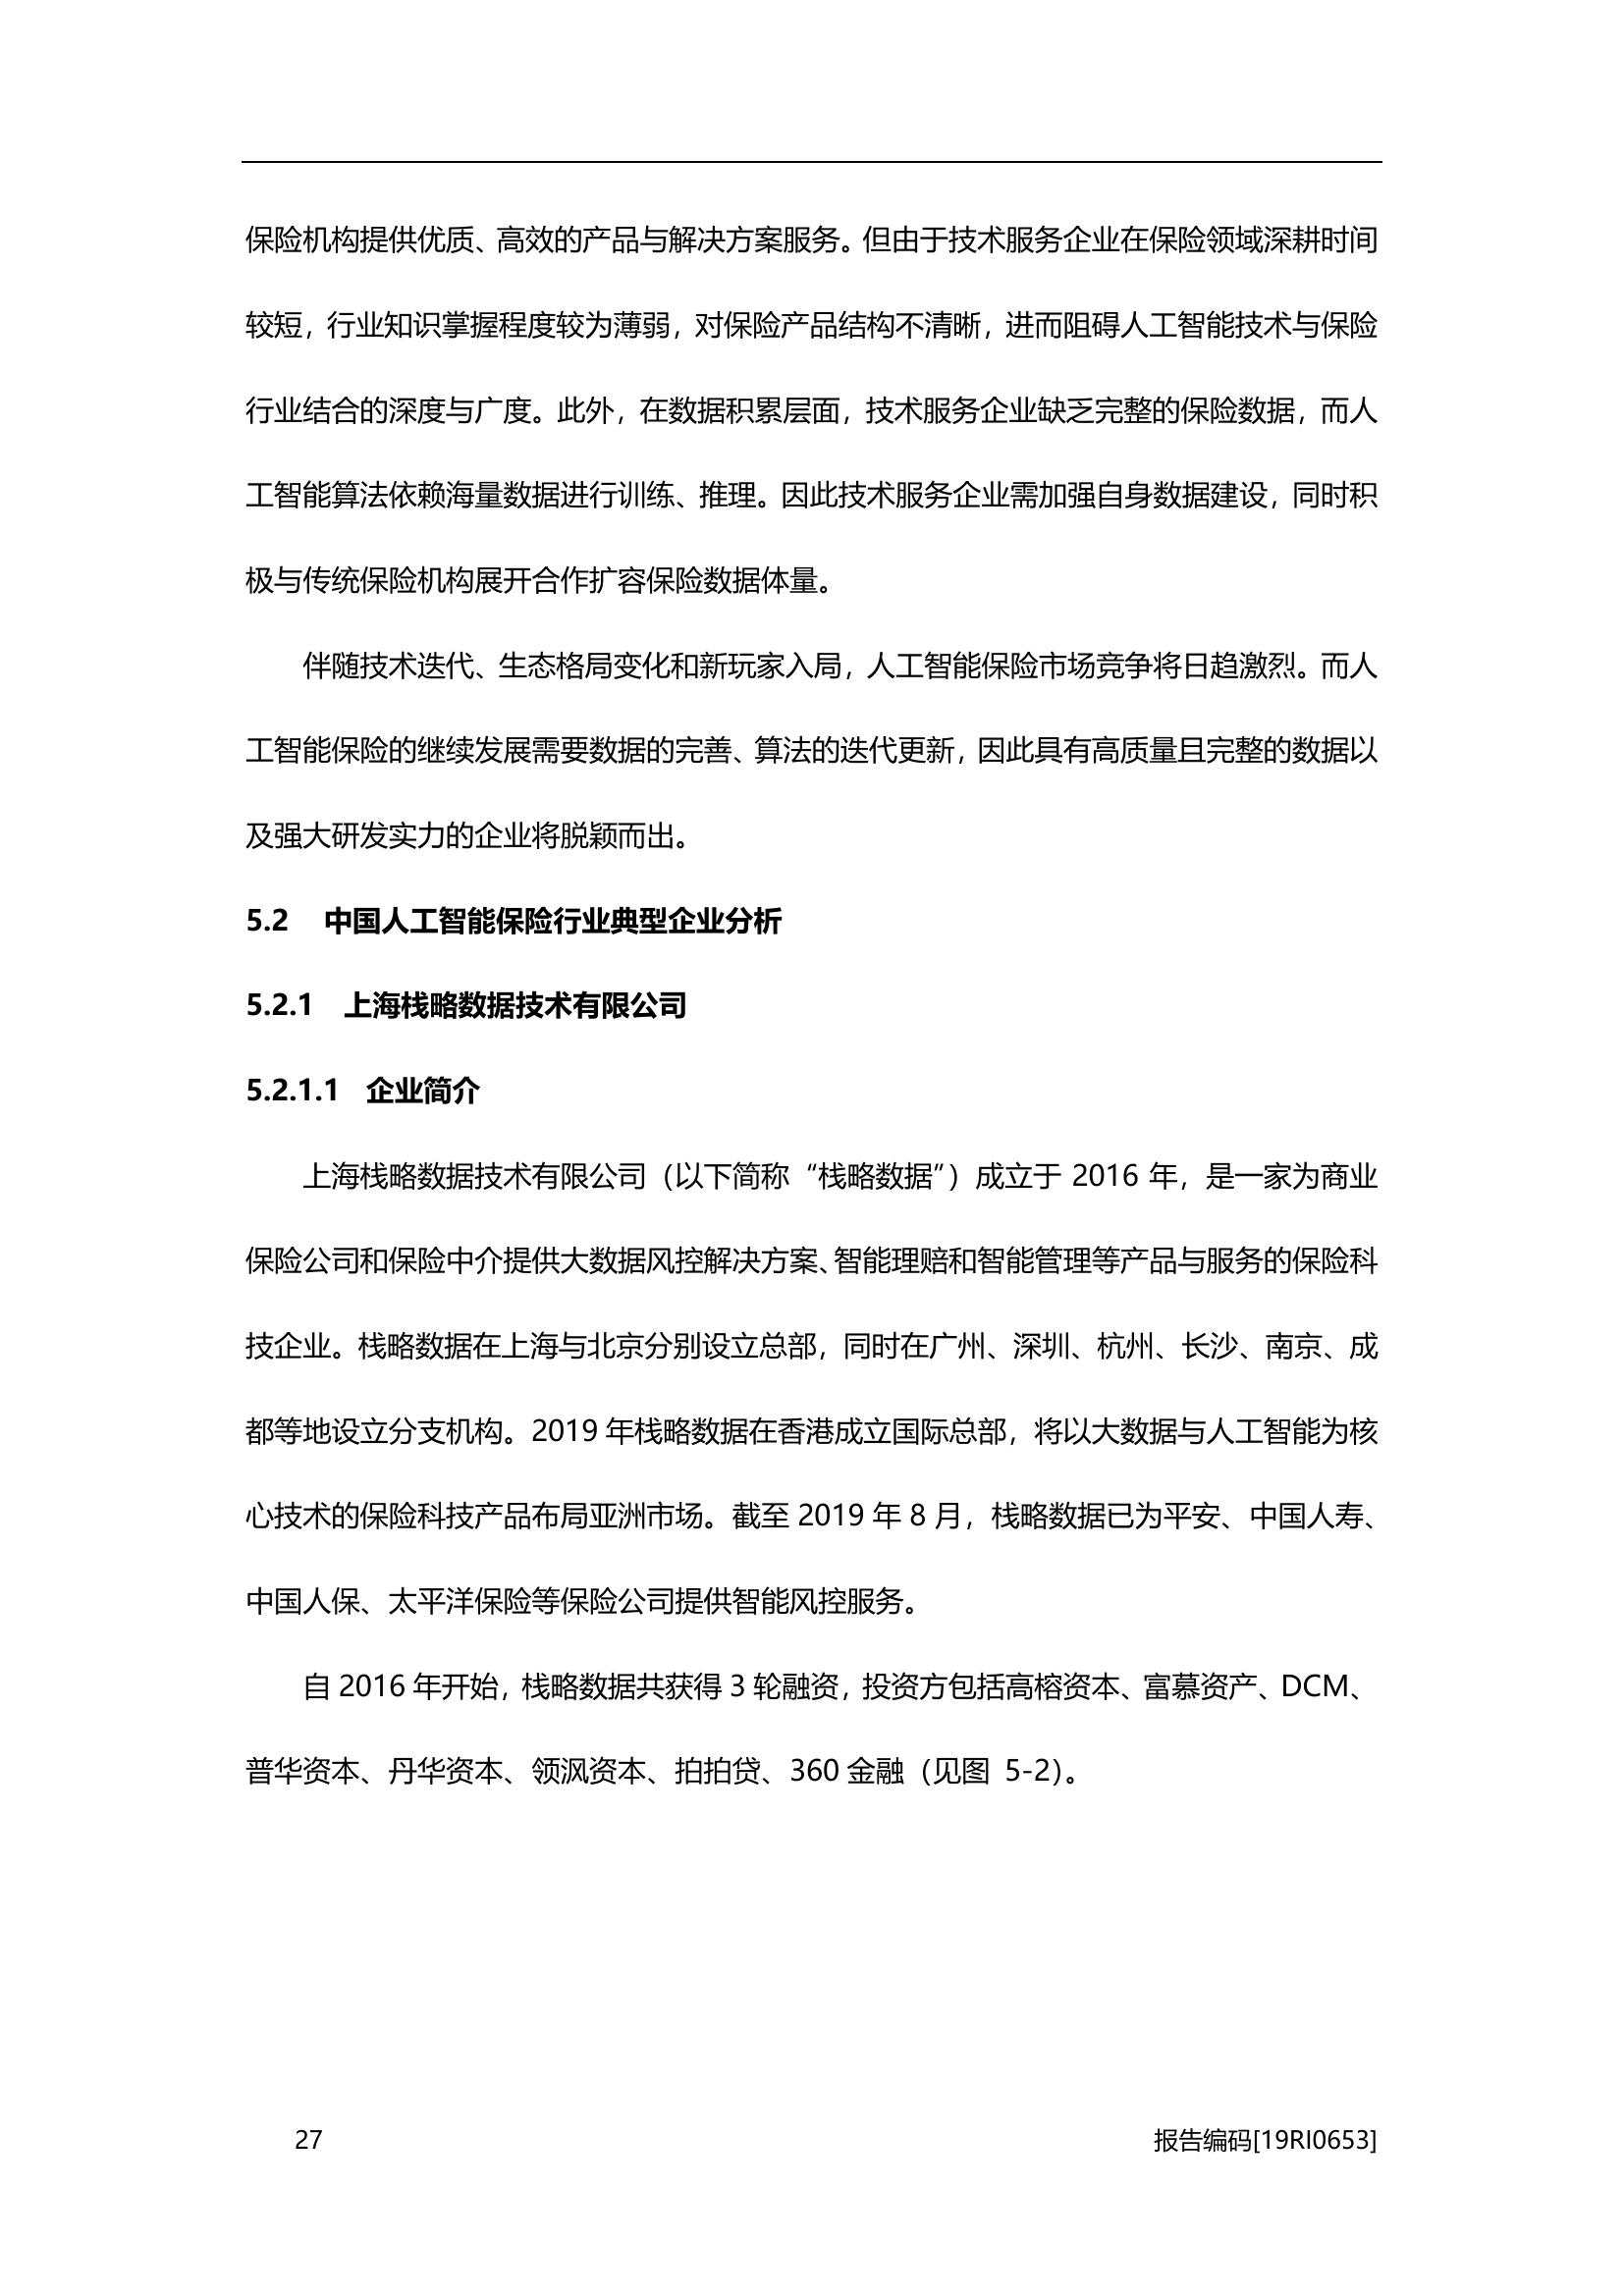 保险机构提供优质、高效的产品与解决方案服务。但由于技术服务企业在保险领域深耕时间
较短，行业知识掌握程度较为薄弱，对保险产品结构不清晰，进而阻碍人工智能技术与保险
行业结合的深度与广度。此外，在数据积累层面，技术服务企业缺乏完整的保险数据，而人
工智能算法依赖海量数据进行训练、推理。因此技术服务企业需加强自身数据建设，同时积
极与传统保险机构展开合作扩容保险数据体量。
伴随技术迭代、生态格局变化和新玩家入局，人工智能保险市场竞争将日趋激烈。而人
工智能保险的继续发展需要数据的完善、算法的迭代更新，因此具有高质量且完整的数据以
及强大研发实力的企业将脱颖而出。
5.2 中国人工智能保险行业典型企业分析
5.2.1 上海栈略数据技术有限公司
5.2.1.1 企业简介
上海栈略数据技术有限公司（以下简称“栈略数据”）成立于 2016 年，是一家为商业
保险公司和保险中介提供大数据风控解决方案、智能理赔和智能管理等产品与服务的保险科
技企业。栈略数据在上海与北京分别设立总部，同时在广州、深圳、杭州、长沙、南京、成
都等地设立分支机构。2019 年栈略数据在香港成立国际总部，将以大数据与人工智能为核
心技术的保险科技产品布局亚洲市场。截至 2019 年 8 月，栈略数据已为平安、中国人寿、
中国人保、太平洋保险等保险公司提供智能风控服务。
自 2016 年开始，栈略数据共获得 3 轮融资，投资方包括高榕资本、富慕资产、DCM、
普华资本、丹华资本、领沨资本、拍拍贷、360 金融（见图 5-2）。
27 报告编码[19RI0653]